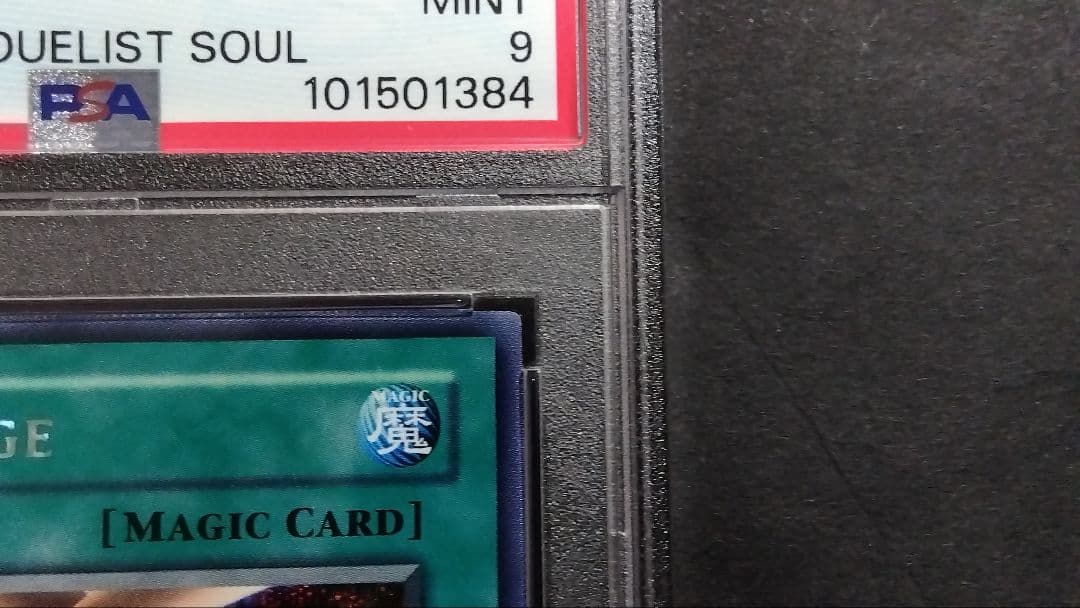 MINT
DUELIST SOUL 9
PSA 101501384
MAGIC
魔
GE
[MAGIC CARD]